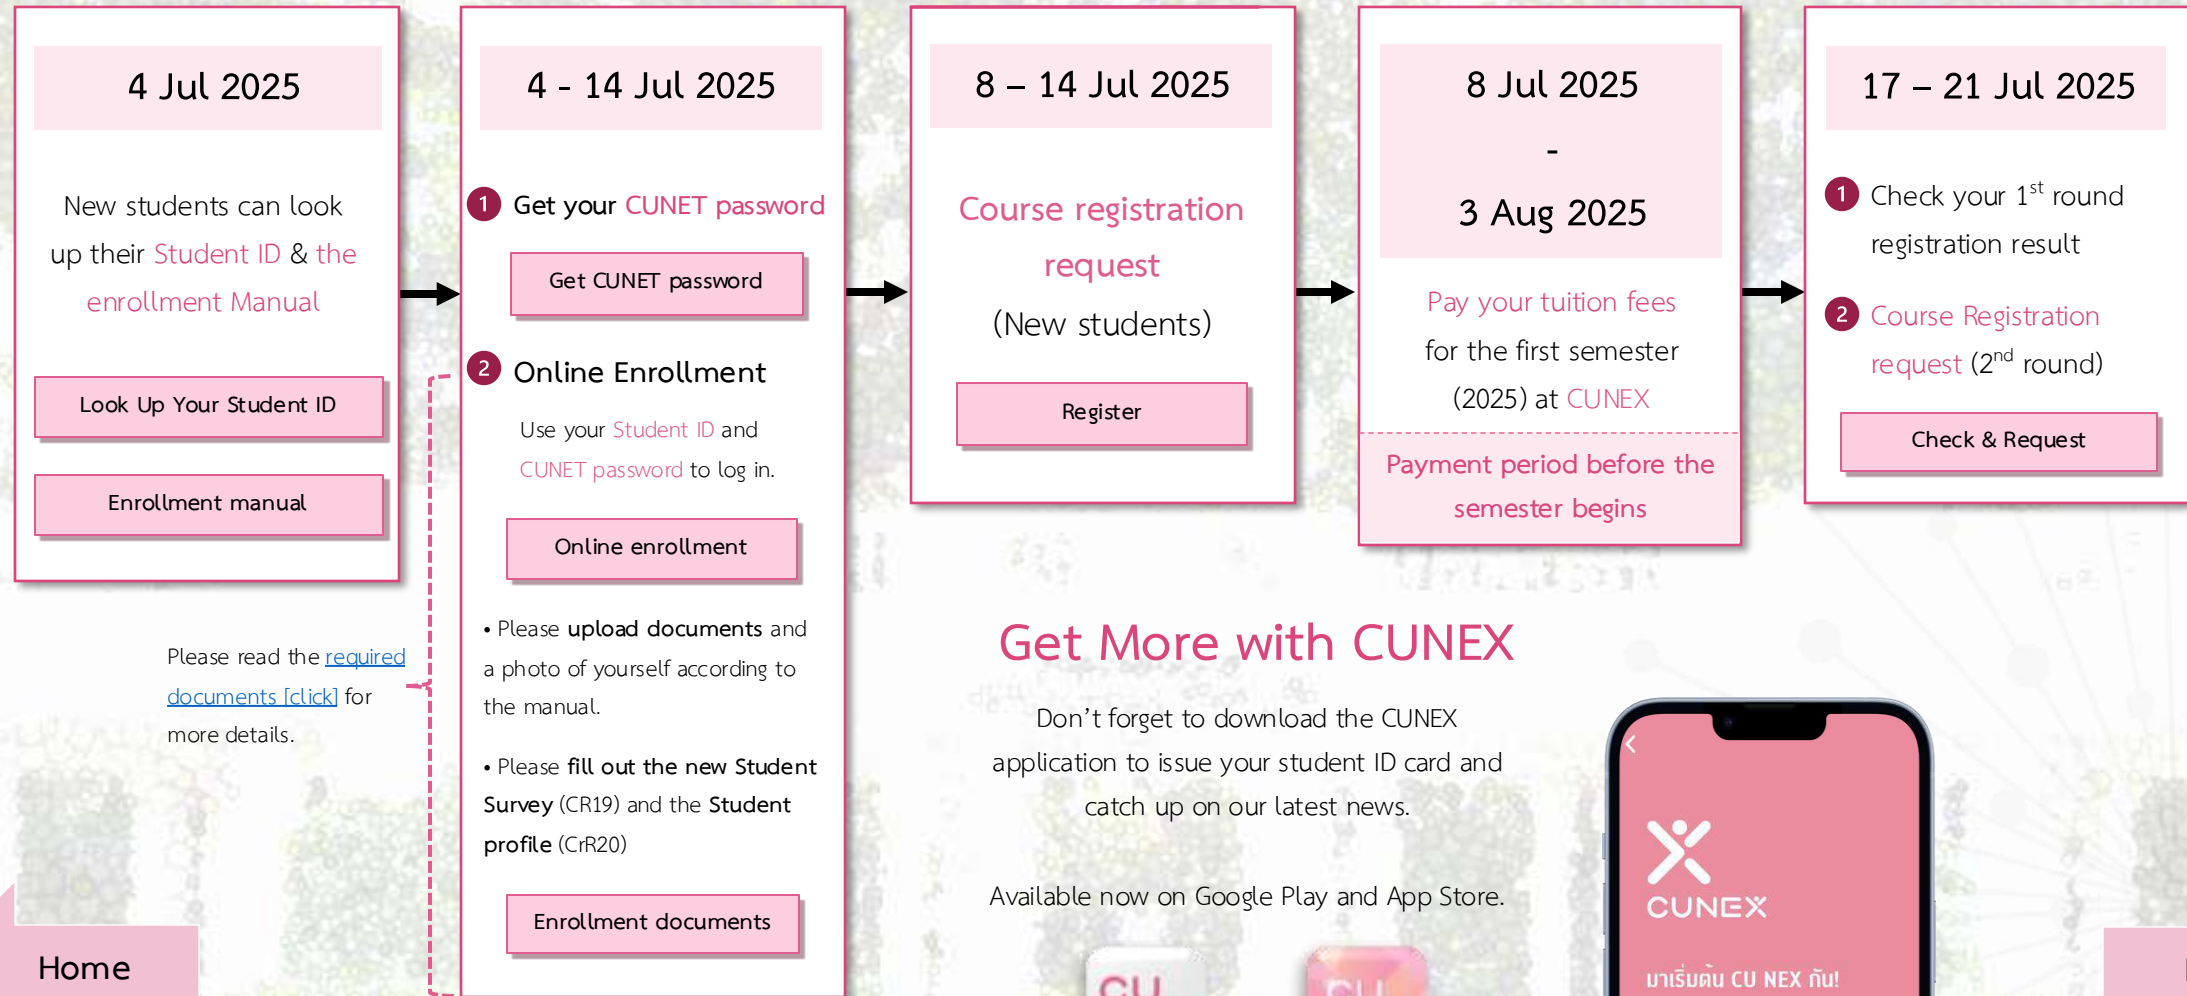 4 Jul 2025
New students can look
up their Student ID & the
enrollment Manual
Look Up Your Student ID
Enrollment manual
Please read the required
documents [click] for
more details.
4 - 14 Jul 2025
1 Get your CUNET password
Get CUNET password
2 Online Enrollment
Use your Student ID and
CUNET password to log in.
Online enrollment
• Please upload documents and
a photo of yourself according to
the manual.
• Please fill out the new Student
Survey (CR19) and the Student
profile (CrR20)
Enrollment documents
8 – 14 Jul 2025
Course registration
request
(New students)
Register
8 Jul 2025
-
3 Aug 2025
Pay your tuition fees
for the first semester
(2025) at CUNEX
Payment period before the
semester begins
17 – 21 Jul 2025
1 Check your 1st round
registration result
2 Course Registration
request (2nd round)
Check & Request
Get More with CUNEX
Don't forget to download the CUNEX
application to issue your student ID card and
catch up on our latest news.
Available now on Google Play and App Store.
CU
CU
CUNEX
มาเริ่มต้น CU NEX กัน!
Home